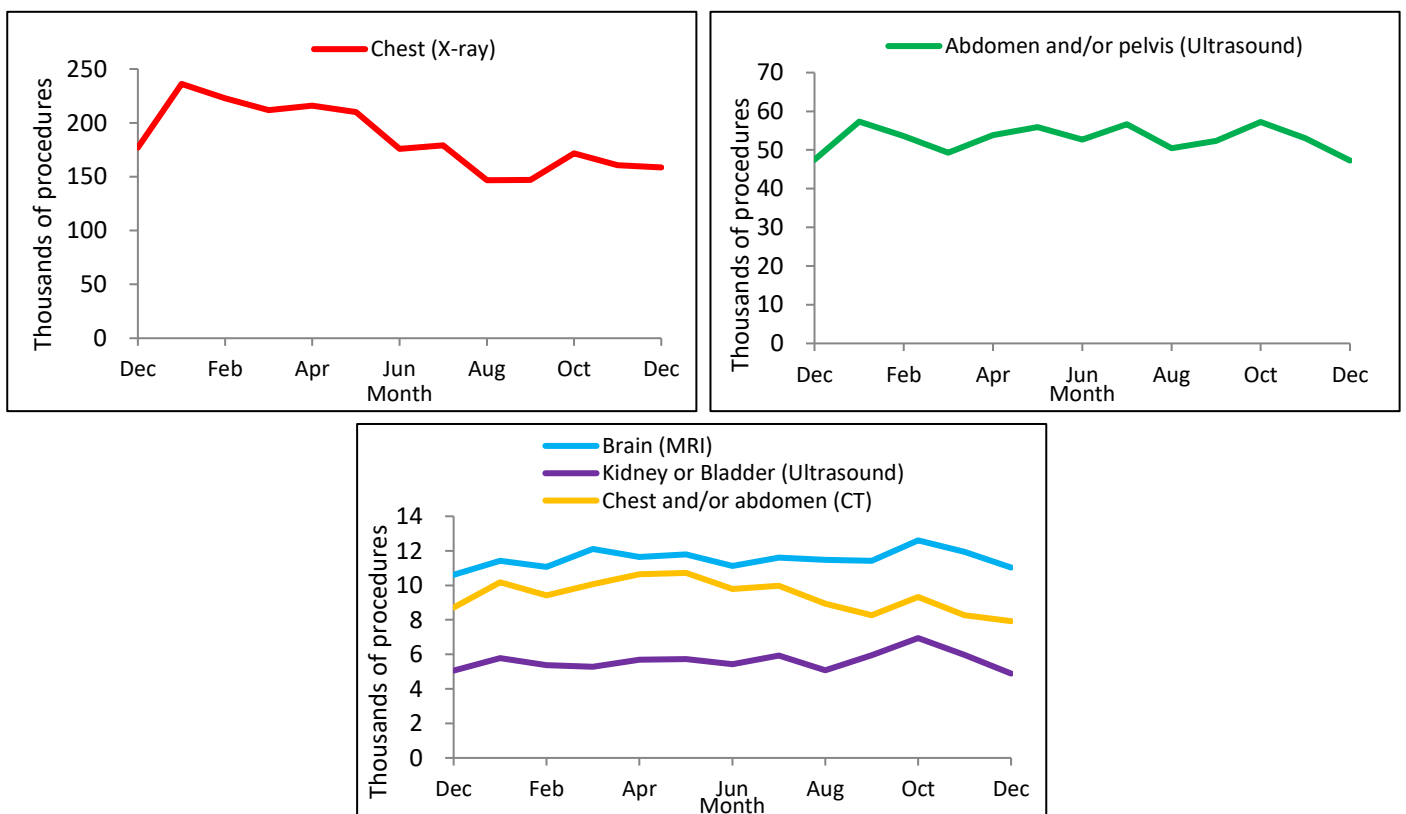 Chest (X-ray)
Thousands of procedures
250
200
150
100
50
0
Dec Feb Apr Jun Aug Oct Dec
Month
Abdomen and/or pelvis (Ultrasound)
Thousands of procedures
70
60
50
40
30
20
10
0
Dec Feb Apr Jun Aug Oct Dec
Month
Brain (MRI)
Kidney or Bladder (Ultrasound)
Chest and/or abdomen (CT)
Thousands of procedures
14
12
10
8
6
4
2
0
Dec Feb Apr Jun Aug Oct Dec
Month